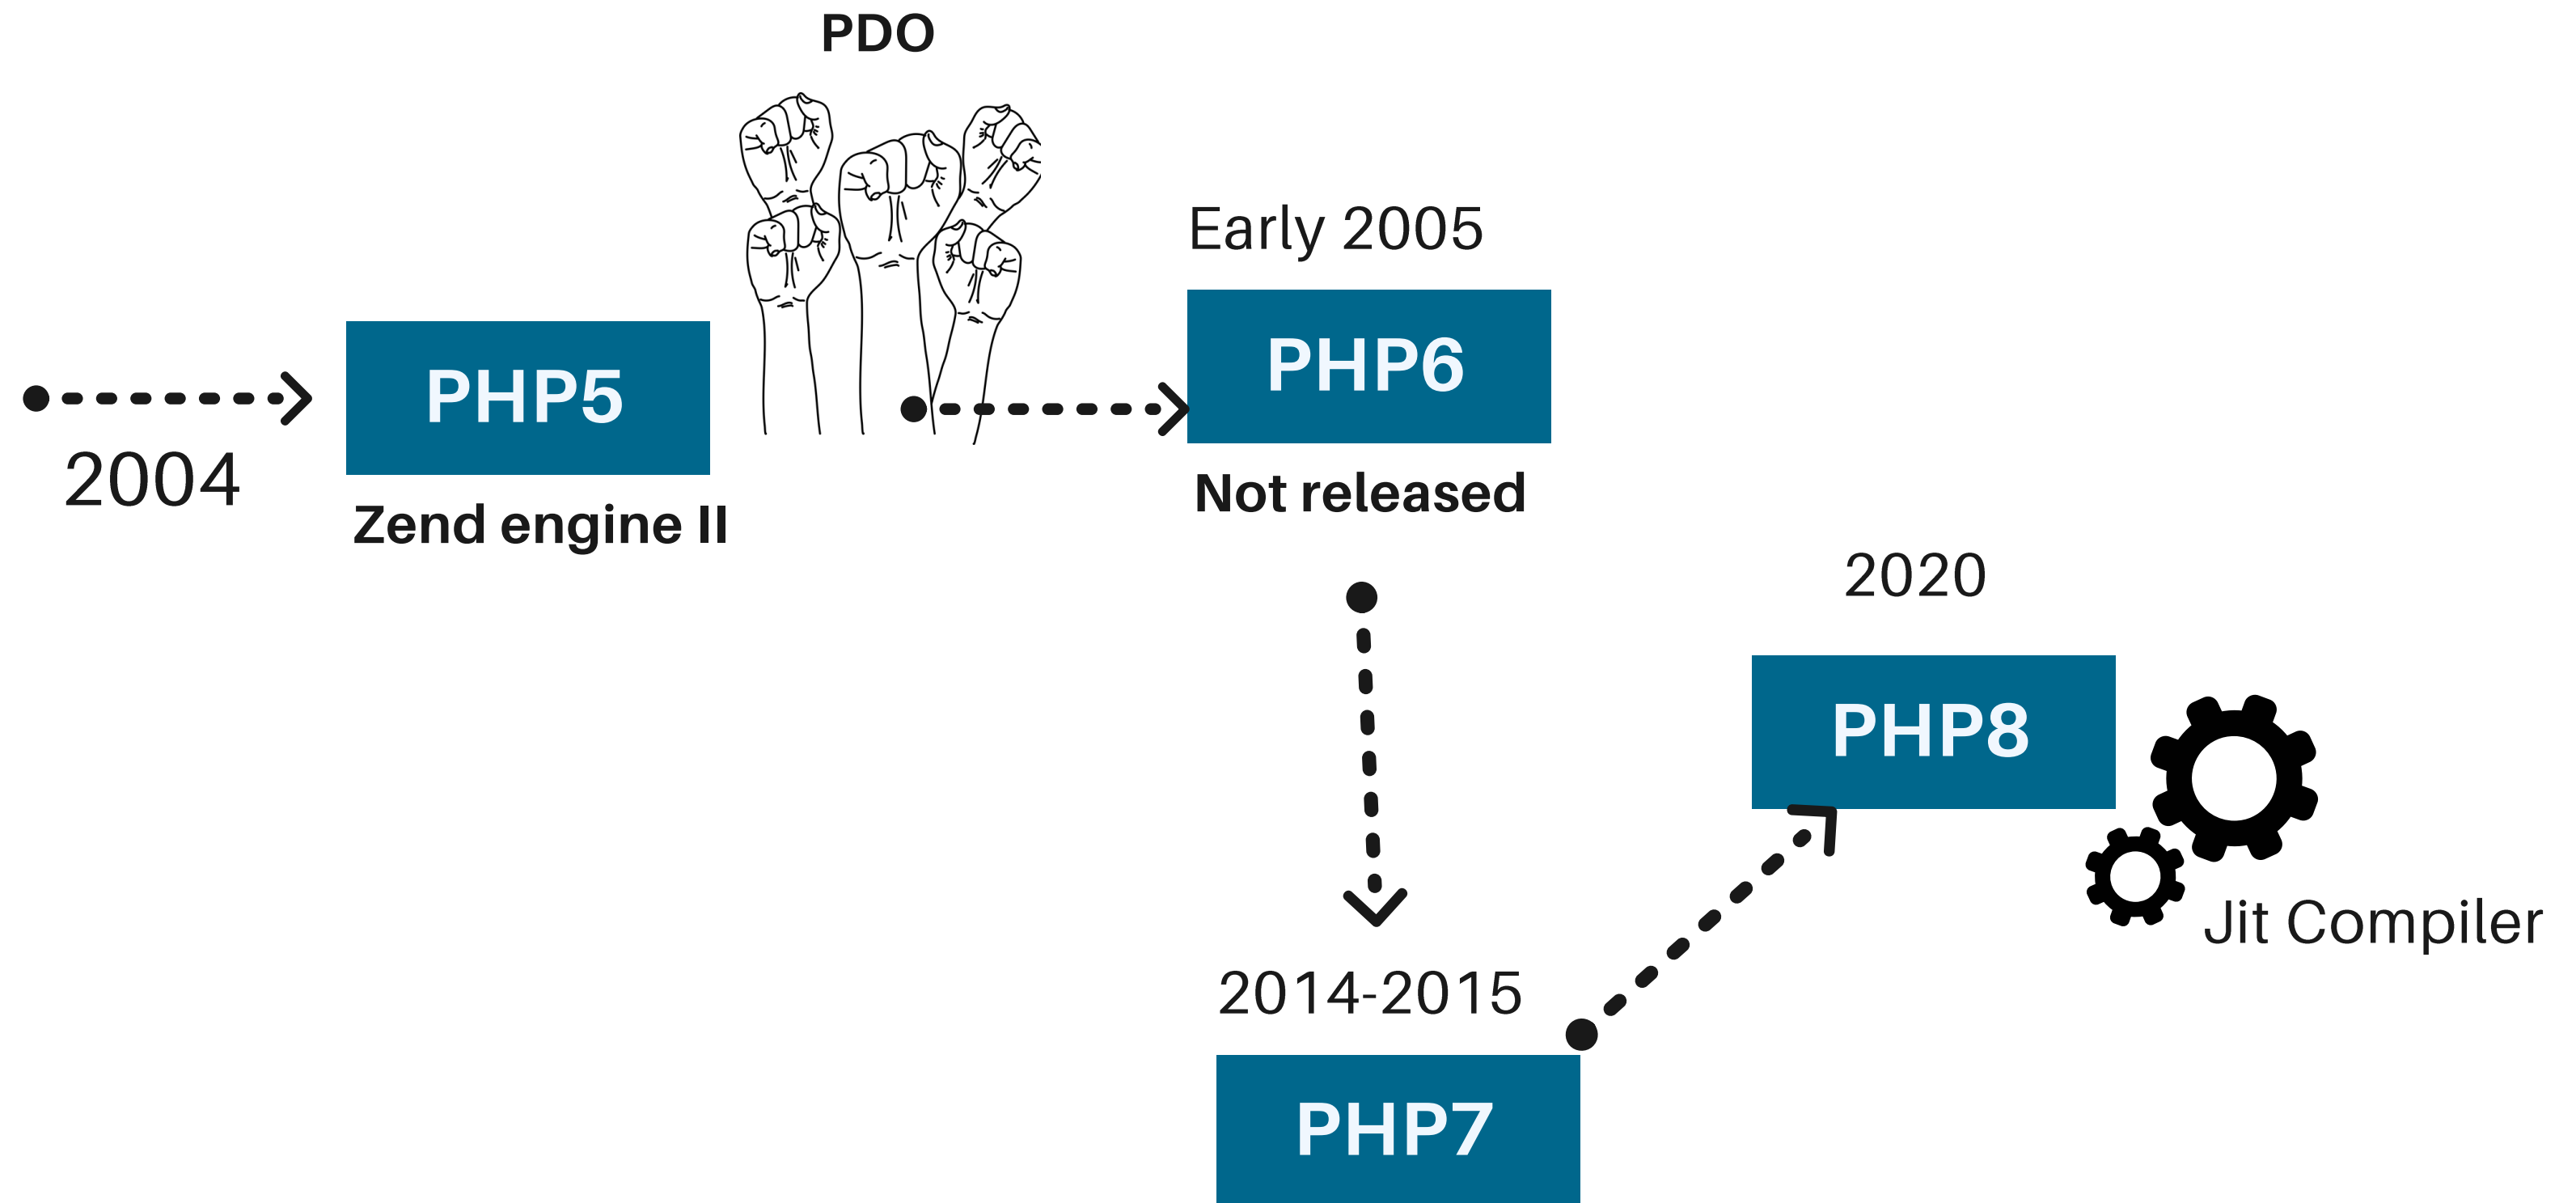 PDO
2004
PHP5
Zend engine II
Early 2005
PHP6
Not released
2014-2015
PHP7
2020
PHP8
Jit Compiler